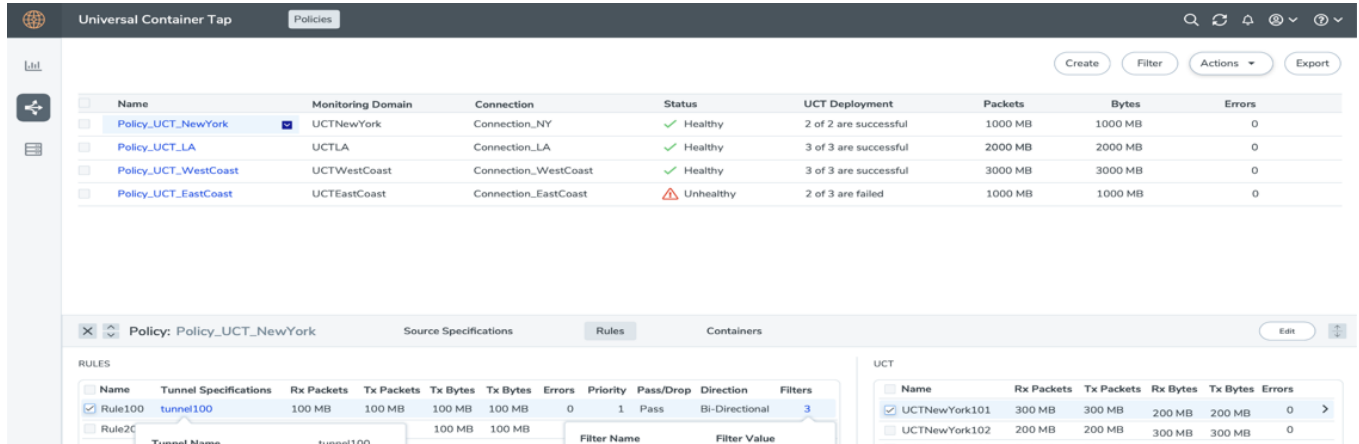 Universal Container Tap Policies
Create Filter Actions Export
Name Monitoring Domain Connection Status UCT Deployment Packets Bytes Errors
Policy_UCT_NewYork UCTNewYork Connection_NY Healthy 2 of 2 are successful 1000 MB 1000 MB 0
Policy_UCT_LA UCTLA Connection_LA Healthy 3 of 3 are successful 2000 MB 2000 MB 0
Policy_UCT_WestCoast UCTWestCoast Connection_WestCoast Healthy 3 of 3 are successful 3000 MB 3000 MB 0
Policy_UCT_EastCoast UCTEastCoast Connection_EastCoast Unhealthy 2 of 3 are failed 1000 MB 1000 MB 0
Policy: Policy_UCT_NewYork Source Specifications Rules Containers Edit
RULES
Name Tunnel Specifications Rx Packets Tx Packets Tx Bytes Tx Bytes Errors Priority Pass/Drop Direction Filters
Rule100 tunnel100 100 MB 100 MB 100 MB 100 MB 0 1 Pass Bi-Directional 3
Rule20 100 MB 100 MB
Tunnel Name tunnel100 Filter Name Filter Value
UCT
Name Rx Packets Tx Packets Rx Bytes Tx Bytes Errors
UCTNewYork101 300 MB 300 MB 200 MB 200 MB 0
UCTNewYork102 200 MB 200 MB 300 MB 300 MB 0